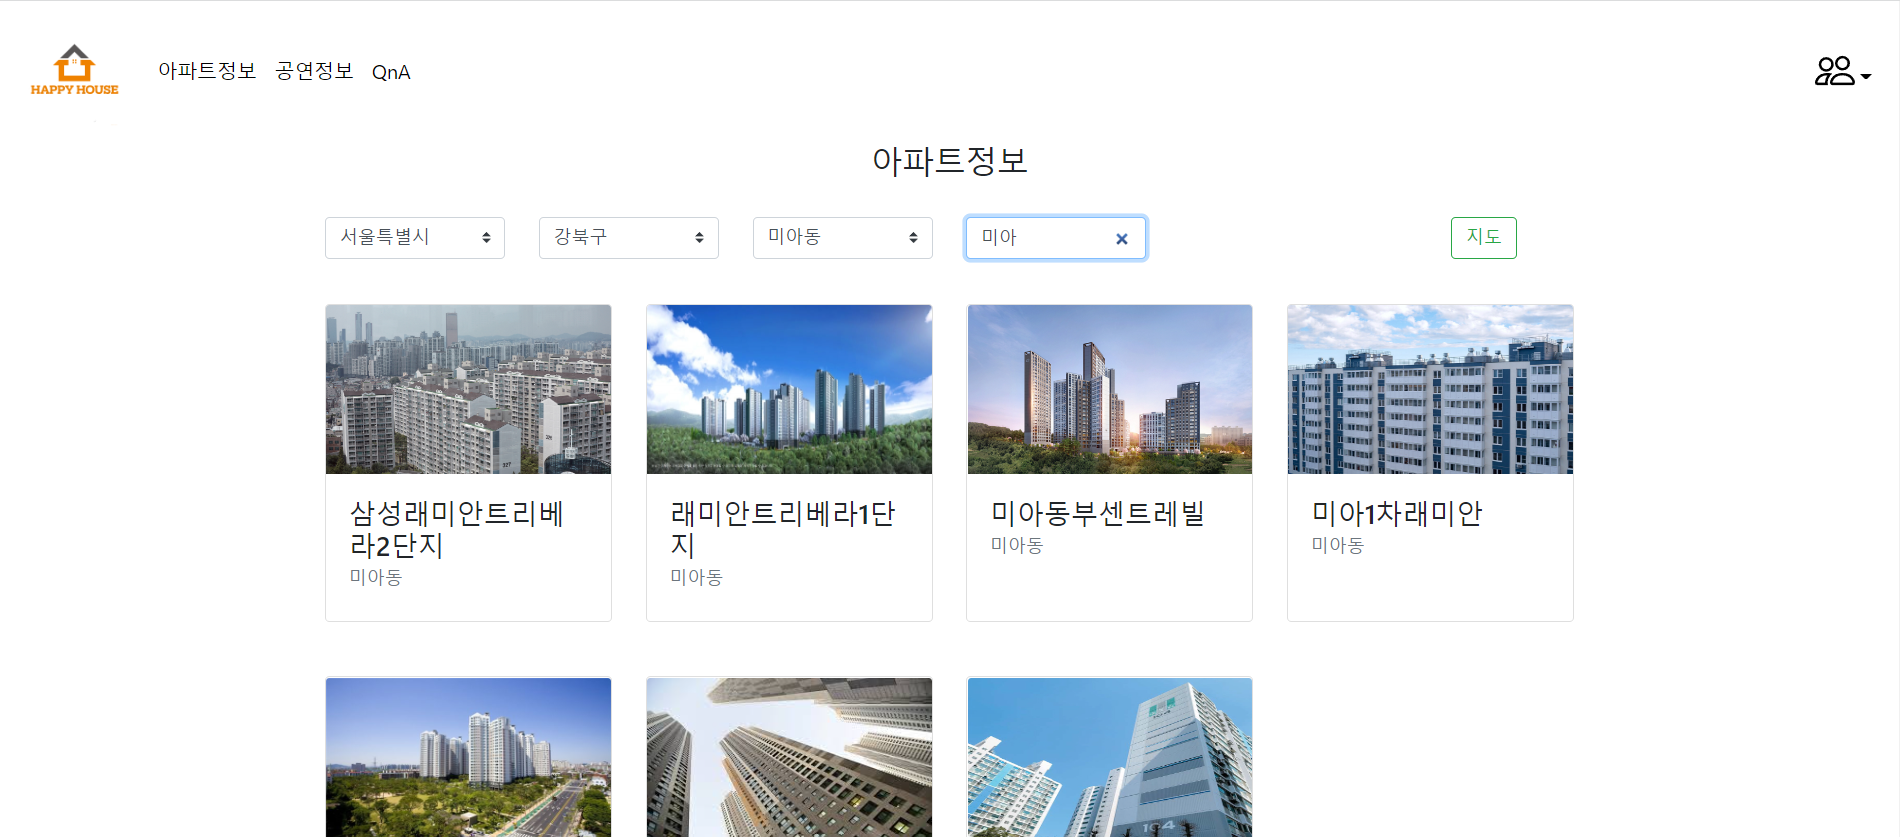 HAPPY HOUSE
아파트정보 공연정보 QnA
아파트정보
서울특별시 강북구 미아동 미아 지도
삼성래미안트리베
라2단지
미아동
래미안트리베라1단
지
미아동
미아동부센트레빌
미아동
미아1차래미안
미아동
104